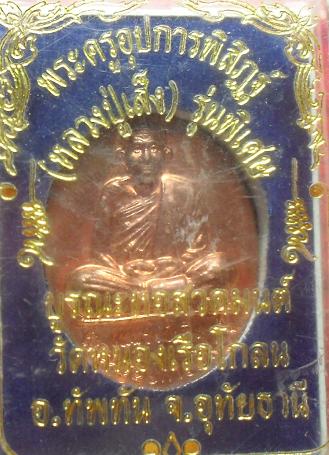 พระครูอุปการพิสิฏฐ์
(หลวงปู่เส็ง) รุ่นพิเศษ
บูรณะหอสวดมนต์
วัดหนองเรือโกลน
อ.ทัพทัน จ.อุทัยธานี